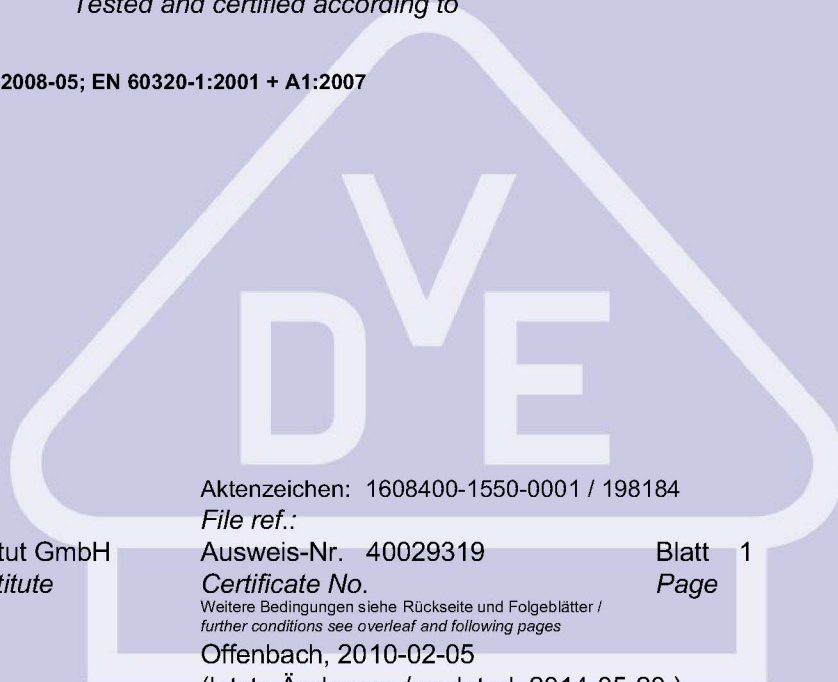 Tested and certified according to
2008-05; EN 60320-1:2001 + A1:2007
VDE
Aktenzeichen: 1608400-1550-0001 / 198184
File ref.:
tut GmbH Ausweis-Nr. 40029319 Blatt 1
titute Certificate No. Page
Weitere Bedingungen siehe Rückseite und Folgeblätter /
further conditions see overleaf and following pages
Offenbach, 2010-02-05